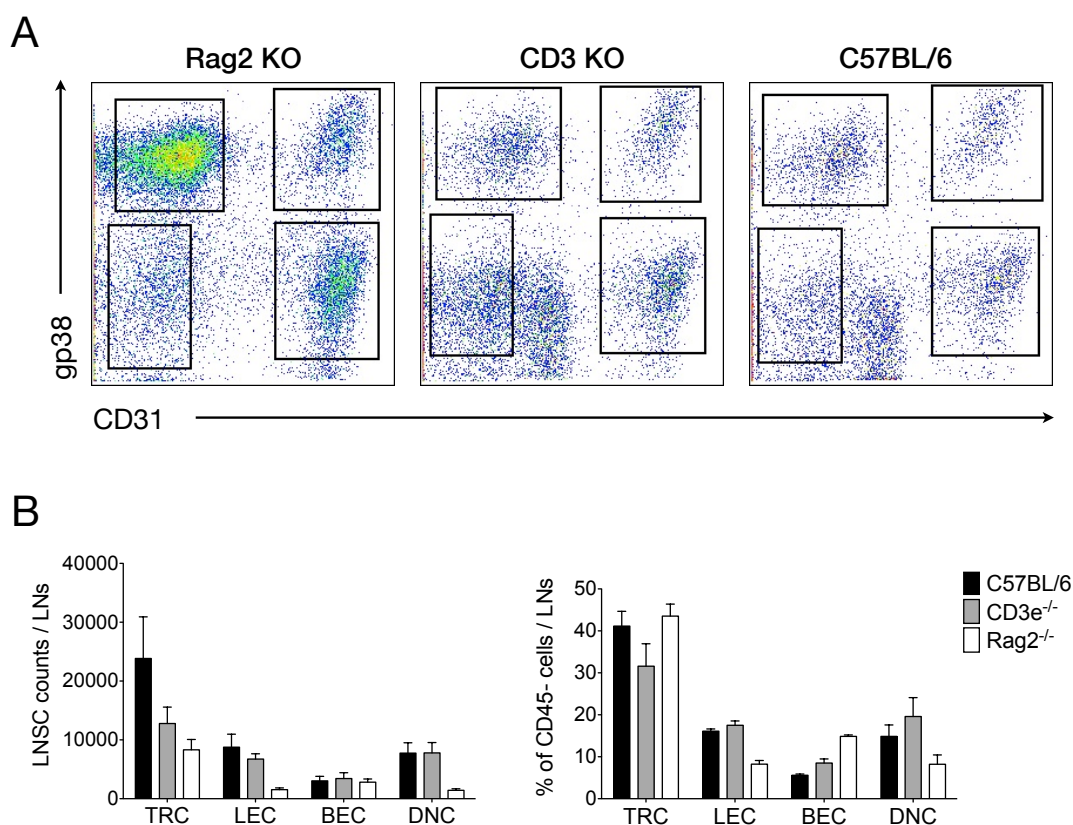 A
Rag2 KO CD3 KO C57BL/6
gp38
CD31
B
LNSC counts / LNs
40000
30000
20000
10000
0
TRC LEC BEC DNC
% of CD45- cells / LNs
50
40
30
20
10
0
TRC LEC BEC DNC
C57BL/6
CD3e-/-
Rag2-/-